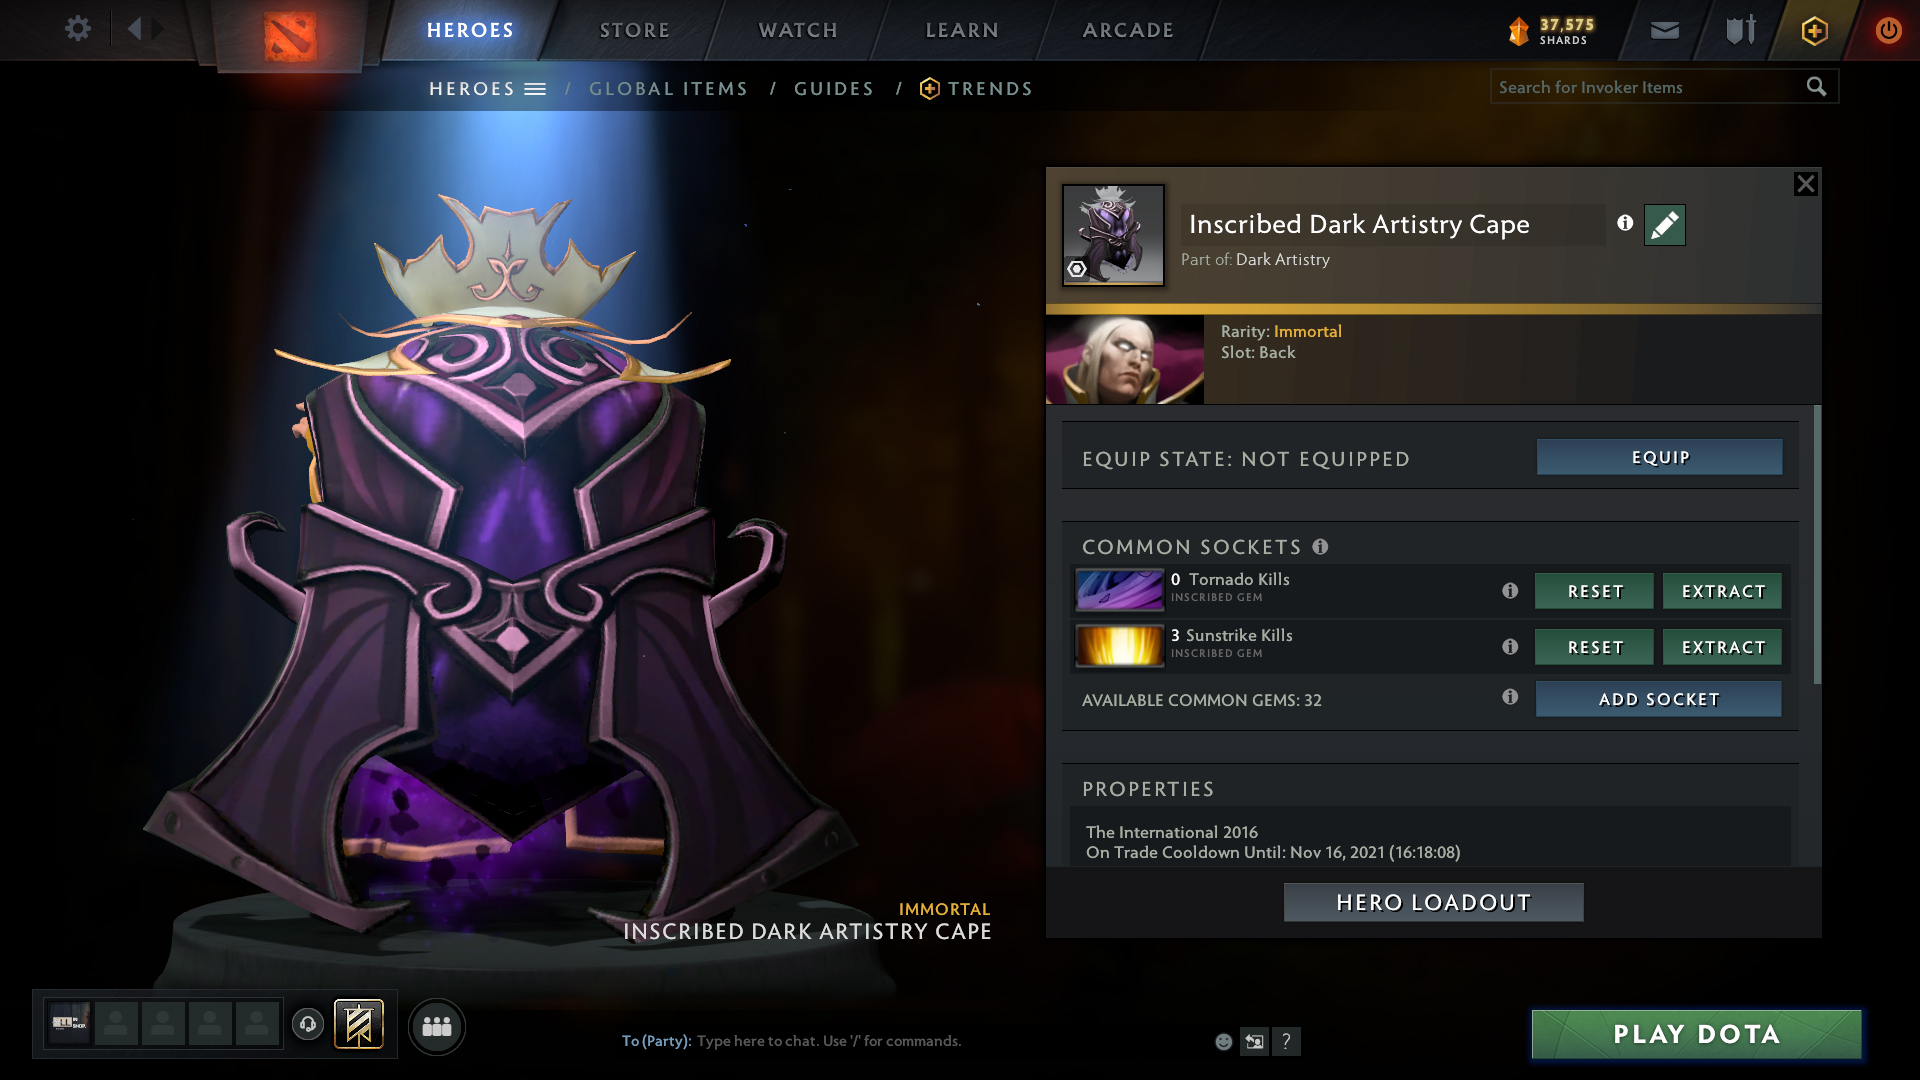 HEROES
STORE
WATCH
LEARN
ARCADE
37,575
SHARDS
HEROES / GLOBAL ITEMS / GUIDES / TRENDS
Search for Invoker Items
Inscribed Dark Artistry Cape
Part of: Dark Artistry
Rarity: Immortal
Slot: Back
EQUIP STATE: NOT EQUIPPED
EQUIP
COMMON SOCKETS
0 Tornado Kills
INSCRIBED GEM
RESET
EXTRACT
3 Sunstrike Kills
INSCRIBED GEM
RESET
EXTRACT
AVAILABLE COMMON GEMS: 32
ADD SOCKET
PROPERTIES
The International 2016
On Trade Cooldown Until: Nov 16, 2021 (16:18:08)
HERO LOADOUT
IMMORTAL
INSCRIBED DARK ARTISTRY CAPE
To (Party): Type here to chat. Use '/' for commands.
?
PLAY DOTA